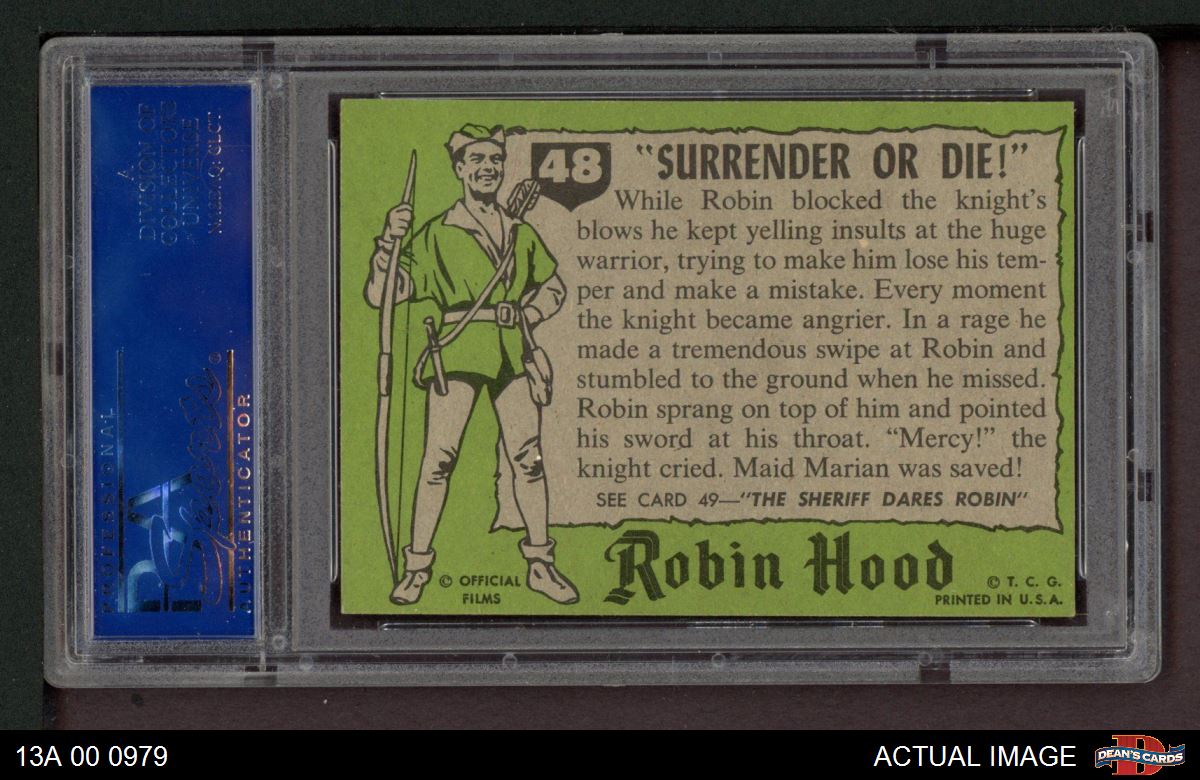 A
DIVISION OF
COLLECTORS
UNIVERSE
NASDAQ: CLCT
PROFESSIONAL
PSA
Sports
®
AUTHENTICATOR
48
"SURRENDER OR DIE!"
While Robin blocked the knight's
blows he kept yelling insults at the huge
warrior, trying to make him lose his tem-
per and make a mistake. Every moment
the knight became angrier. In a rage he
made a tremendous swipe at Robin and
stumbled to the ground when he missed.
Robin sprang on top of him and pointed
his sword at his throat. "Mercy!" the
knight cried. Maid Marian was saved!
SEE CARD 49—"THE SHERIFF DARES ROBIN"
Robin Hood
© OFFICIAL
FILMS
© T. C. G.
PRINTED IN U.S.A.
13A 00 0979
ACTUAL IMAGE
D
DEAN'S CARDS